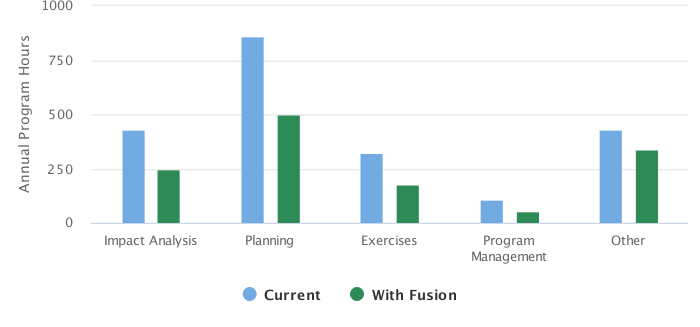 1000
750
500
250
0
Annual Program Hours
Impact Analysis
Planning
Exercises
Program
Management
Other
Current
With Fusion